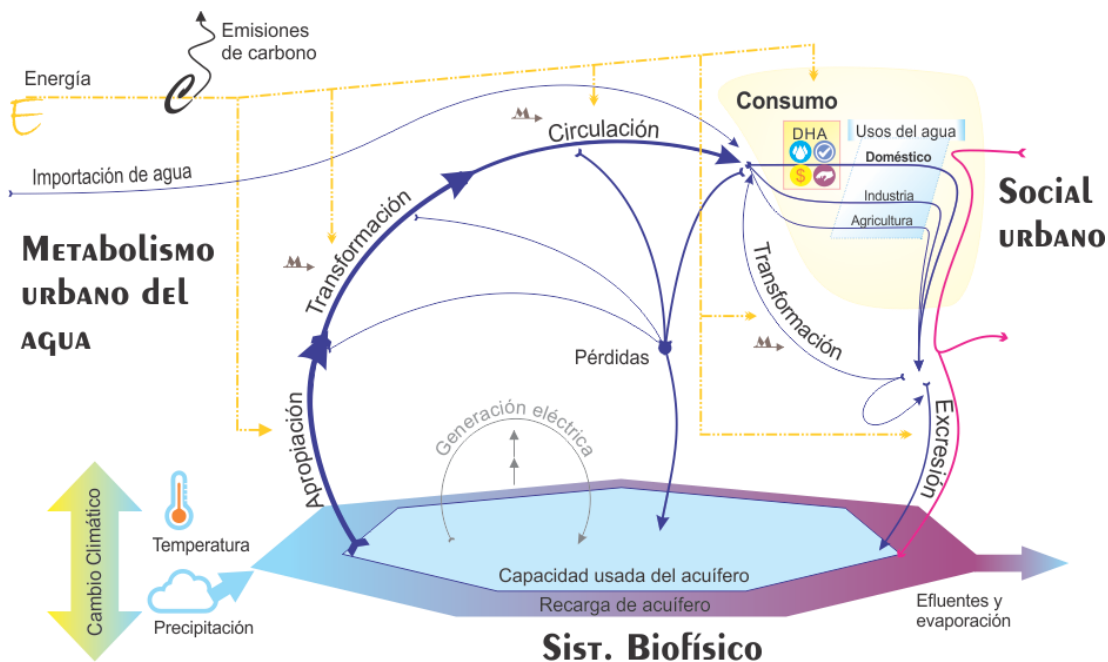 Emisiones
de carbono
Energía
C
E
Importación de agua
Metabolismo
urbano del
agua
Apropiación
Transformación
Circulación
Consumo
DHA
$
Usos del agua
Doméstico
Industria
Agricultura
Social
urbano
Transformación
Pérdidas
Excresión
Generación eléctrica
Cambio Climático
Temperatura
Precipitación
Capacidad usada del acuífero
Recarga de acuífero
Efluentes y
evaporación
Sist. Biofísico